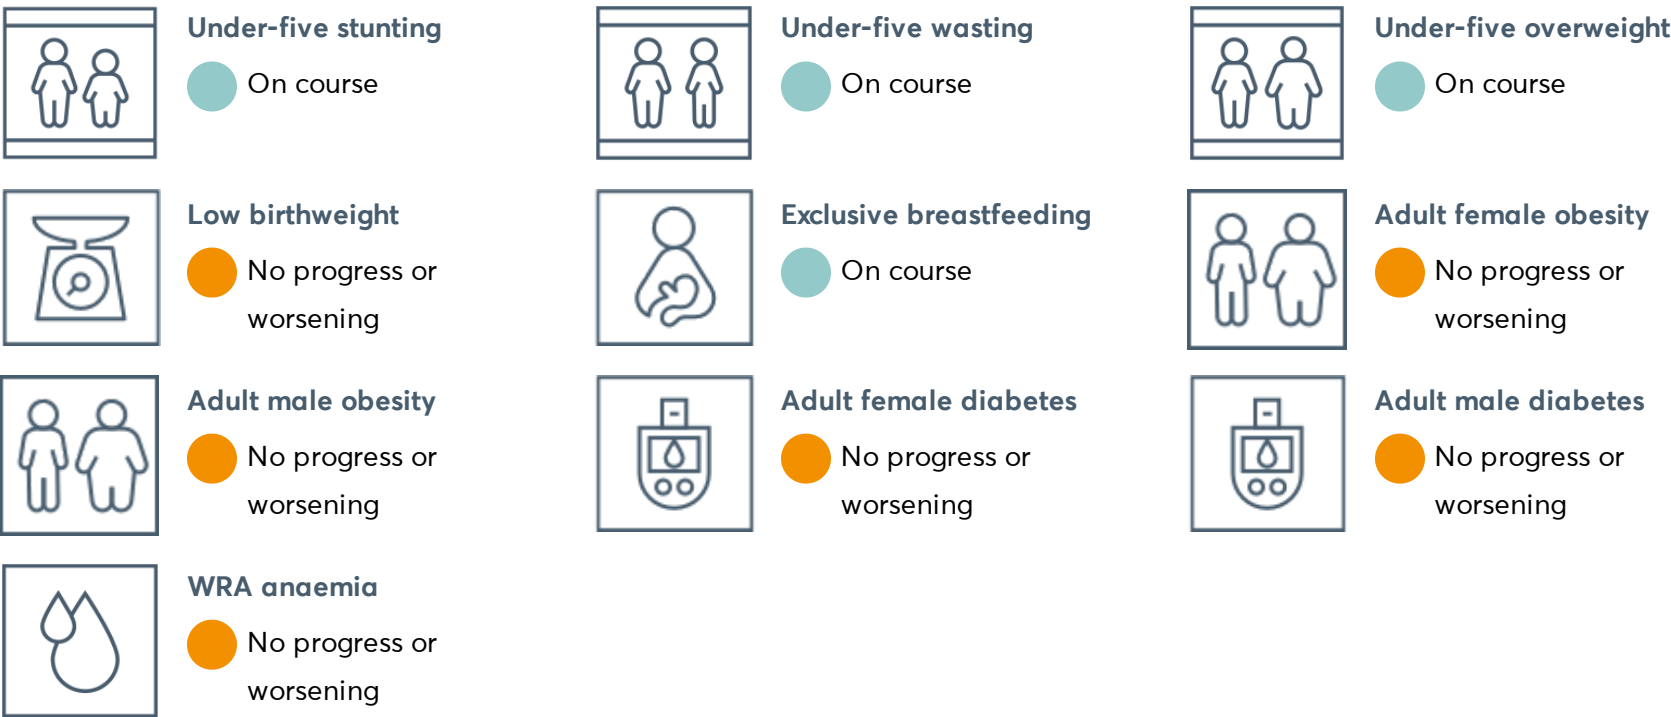 Under-five stunting
On course
Under-five wasting
On course
Under-five overweight
On course
Low birthweight
No progress or
worsening
Exclusive breastfeeding
On course
Adult female obesity
No progress or
worsening
Adult male obesity
No progress or
worsening
Adult female diabetes
No progress or
worsening
Adult male diabetes
No progress or
worsening
WRA anaemia
No progress or
worsening